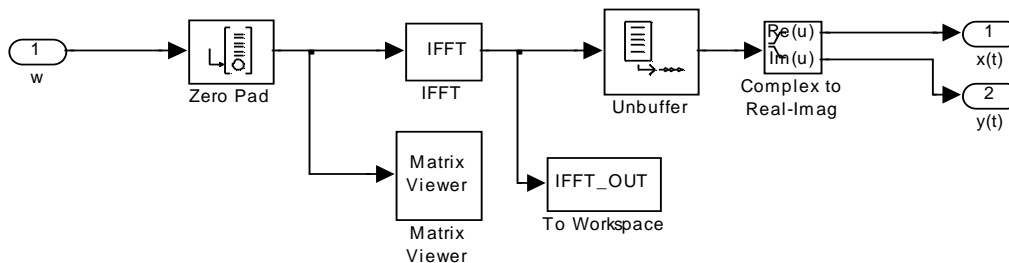 1
w
Zero Pad
IFFT
IFFT
Unbuffer
Re(u)
Im(u)
Complex to
Real-Imag
1
x(t)
2
y(t)
Matrix
Viewer
Matrix
Viewer
IFFT_OUT
To Workspace